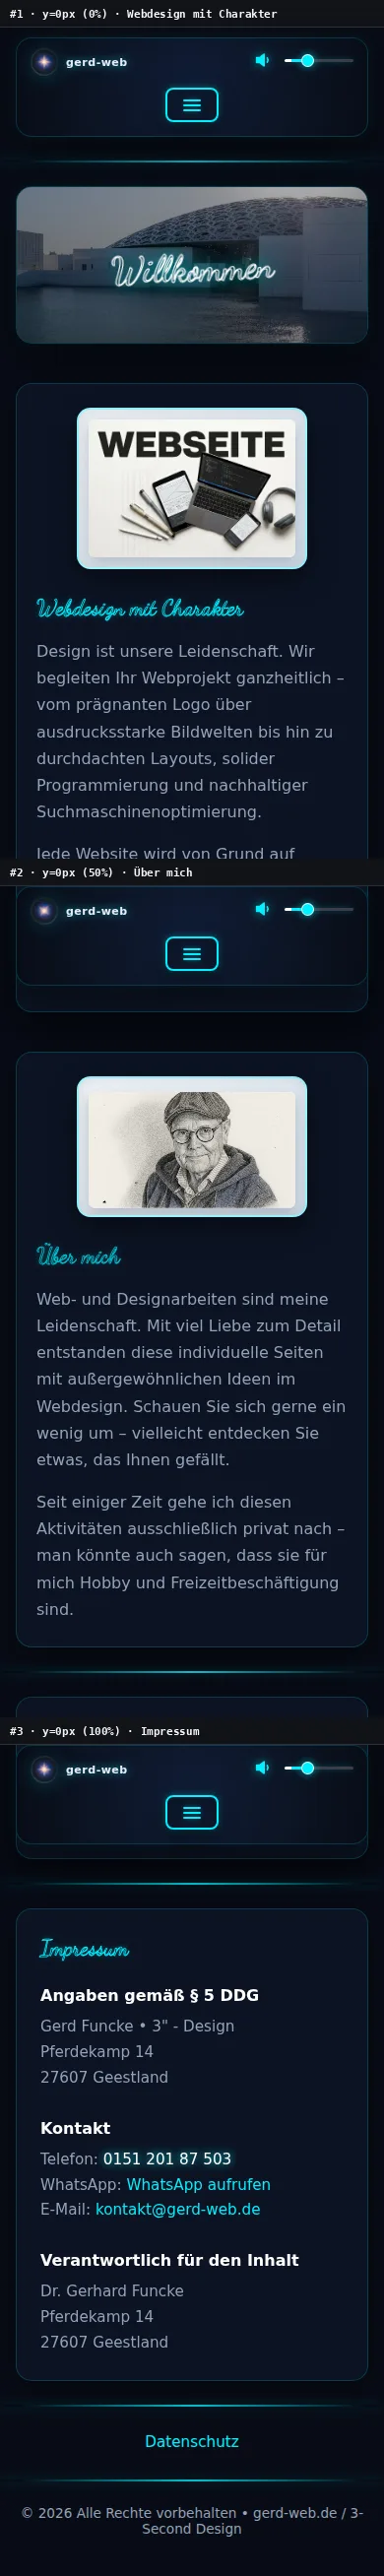 #1 · y=0px (0%) · Webdesign mit Charakter
gerd-web
Willkommen
WEBSEITE
Webdesign mit Charakter
Design ist unsere Leidenschaft. Wir
begleiten Ihr Webprojekt ganzheitlich –
vom prägnanten Logo über
ausdrucksstarke Bildwelten bis hin zu
durchdachten Layouts, solider
Programmierung und nachhaltiger
Suchmaschinenoptimierung.
Jede Website wird von Grund auf
#2 · y=0px (50%) · Über mich
gerd-web
Über mich
Web- und Designarbeiten sind meine
Leidenschaft. Mit viel Liebe zum Detail
entstanden diese individuelle Seiten
mit außergewöhnlichen Ideen im
Webdesign. Schauen Sie sich gerne ein
wenig um – vielleicht entdecken Sie
etwas, das Ihnen gefällt.
Seit einiger Zeit gehe ich diesen
Aktivitäten ausschließlich privat nach –
man könnte auch sagen, dass sie für
mich Hobby und Freizeitbeschäftigung
sind.
#3 · y=0px (100%) · Impressum
gerd-web
Impressum
Angaben gemäß § 5 DDG
Gerd Funcke • 3" - Design
Pferdekamp 14
27607 Geestland
Kontakt
Telefon: 0151 201 87 503
WhatsApp: WhatsApp aufrufen
E-Mail: kontakt@gerd-web.de
Verantwortlich für den Inhalt
Dr. Gerhard Funcke
Pferdekamp 14
27607 Geestland
Datenschutz
© 2026 Alle Rechte vorbehalten • gerd-web.de / 3-
Second Design